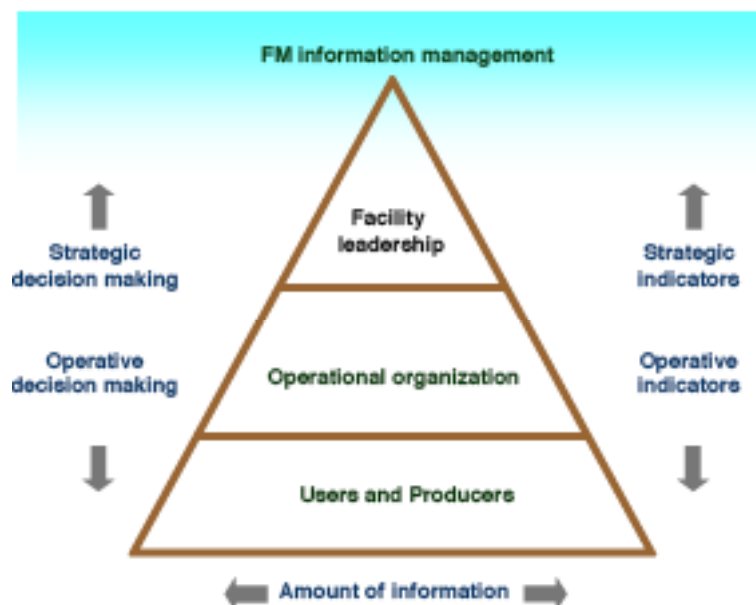 FM information management
Facility
leadership
Strategic
decision making
Strategic
indicators
Operative
decision making
Operational organization
Operative
indicators
Users and Producers
Amount of information